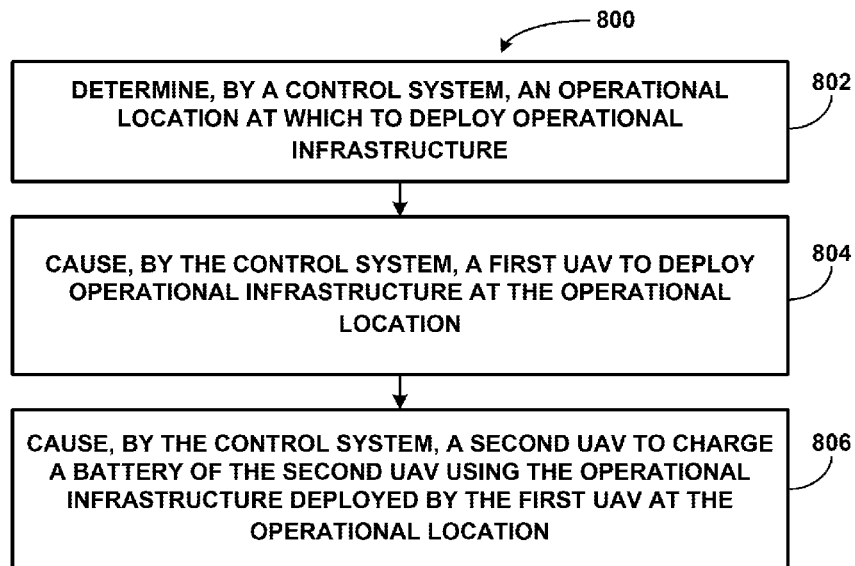 800
DETERMINE, BY A CONTROL SYSTEM, AN OPERATIONAL
LOCATION AT WHICH TO DEPLOY OPERATIONAL
INFRASTRUCTURE
802
CAUSE, BY THE CONTROL SYSTEM, A FIRST UAV TO DEPLOY
OPERATIONAL INFRASTRUCTURE AT THE OPERATIONAL
LOCATION
804
CAUSE, BY THE CONTROL SYSTEM, A SECOND UAV TO CHARGE
A BATTERY OF THE SECOND UAV USING THE OPERATIONAL
INFRASTRUCTURE DEPLOYED BY THE FIRST UAV AT THE
OPERATIONAL LOCATION
806